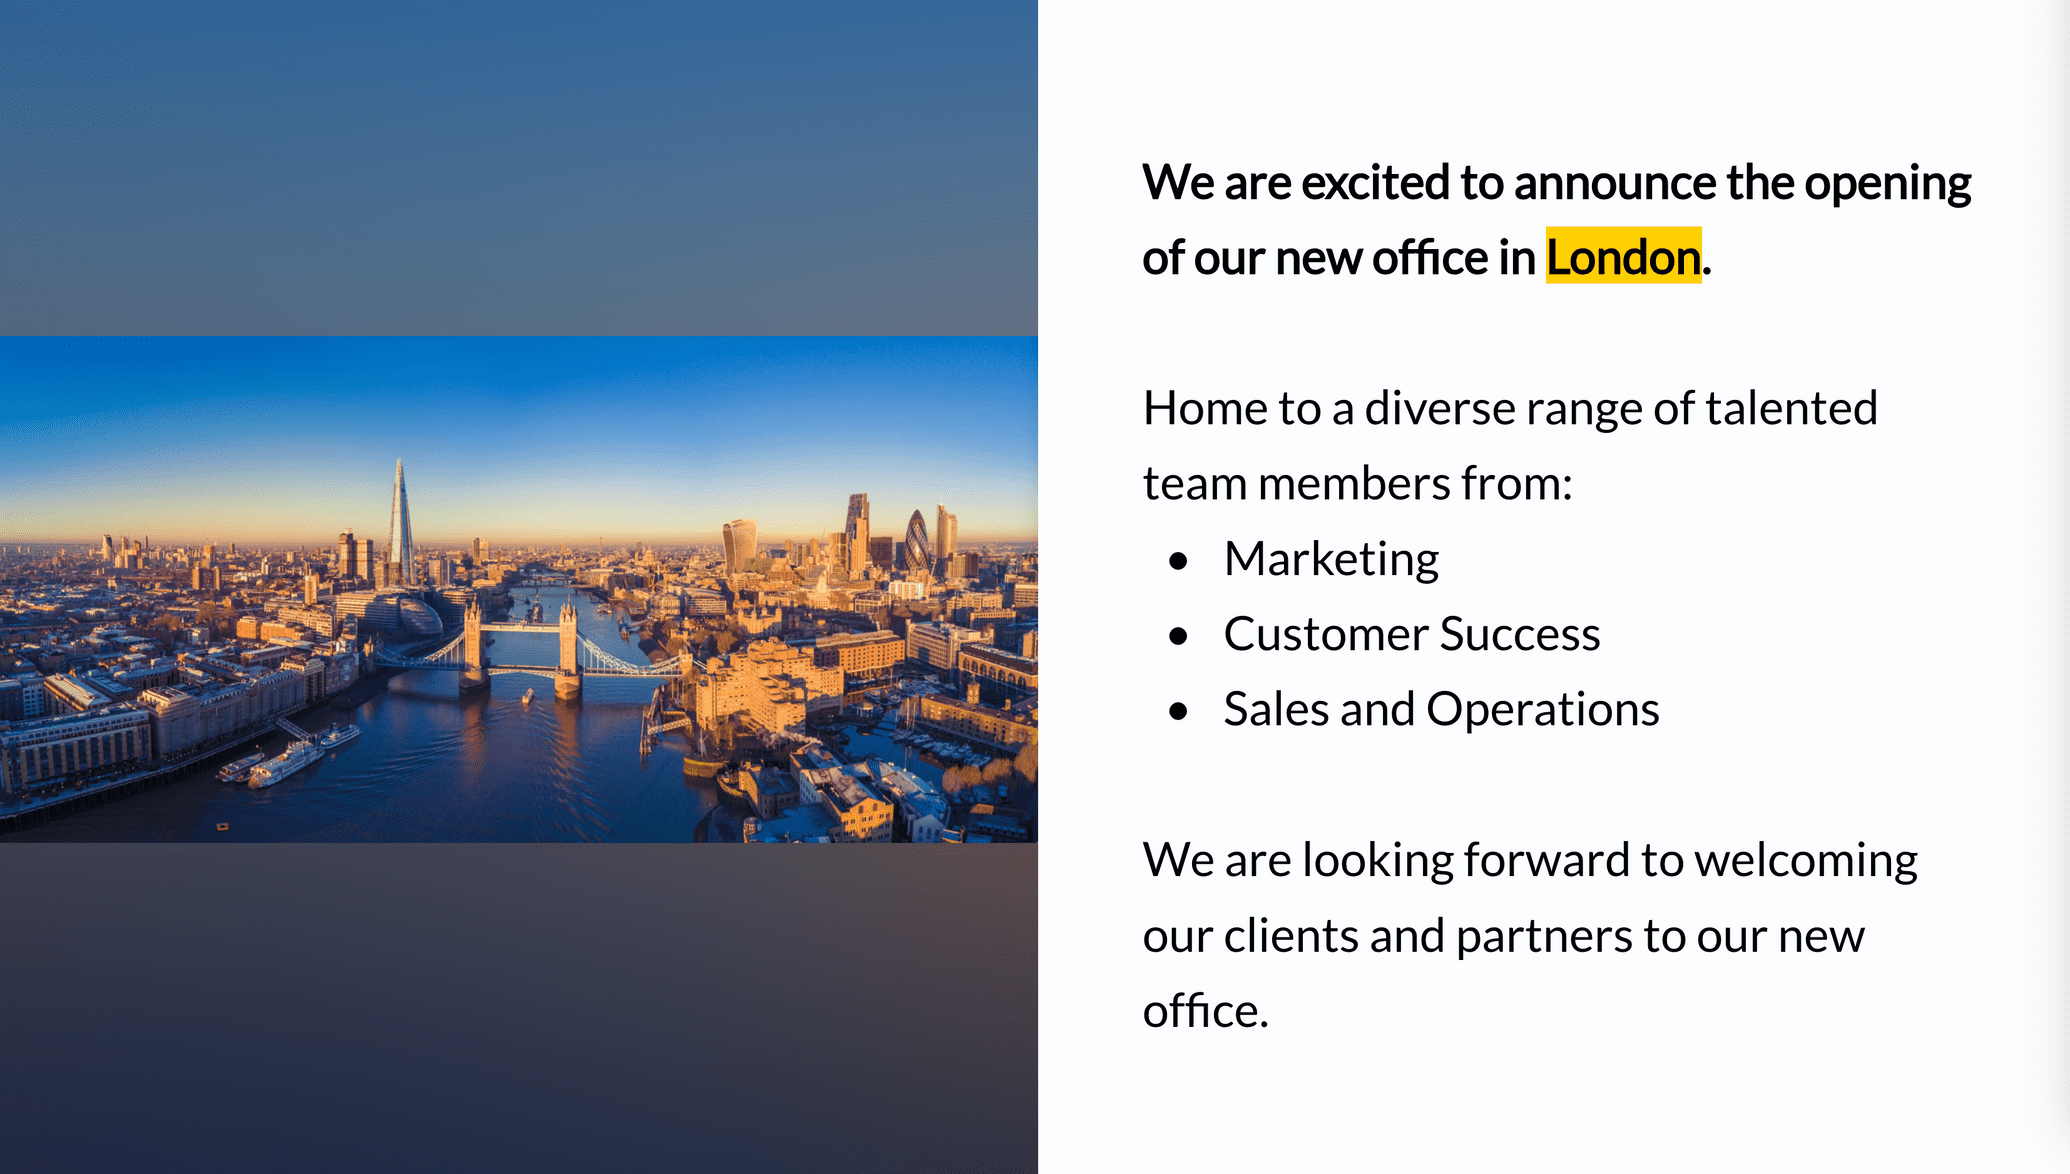 We are excited to announce the opening
of our new office in London.
Home to a diverse range of talented
team members from:
● Marketing
● Customer Success
● Sales and Operations
We are looking forward to welcoming
our clients and partners to our new
office.